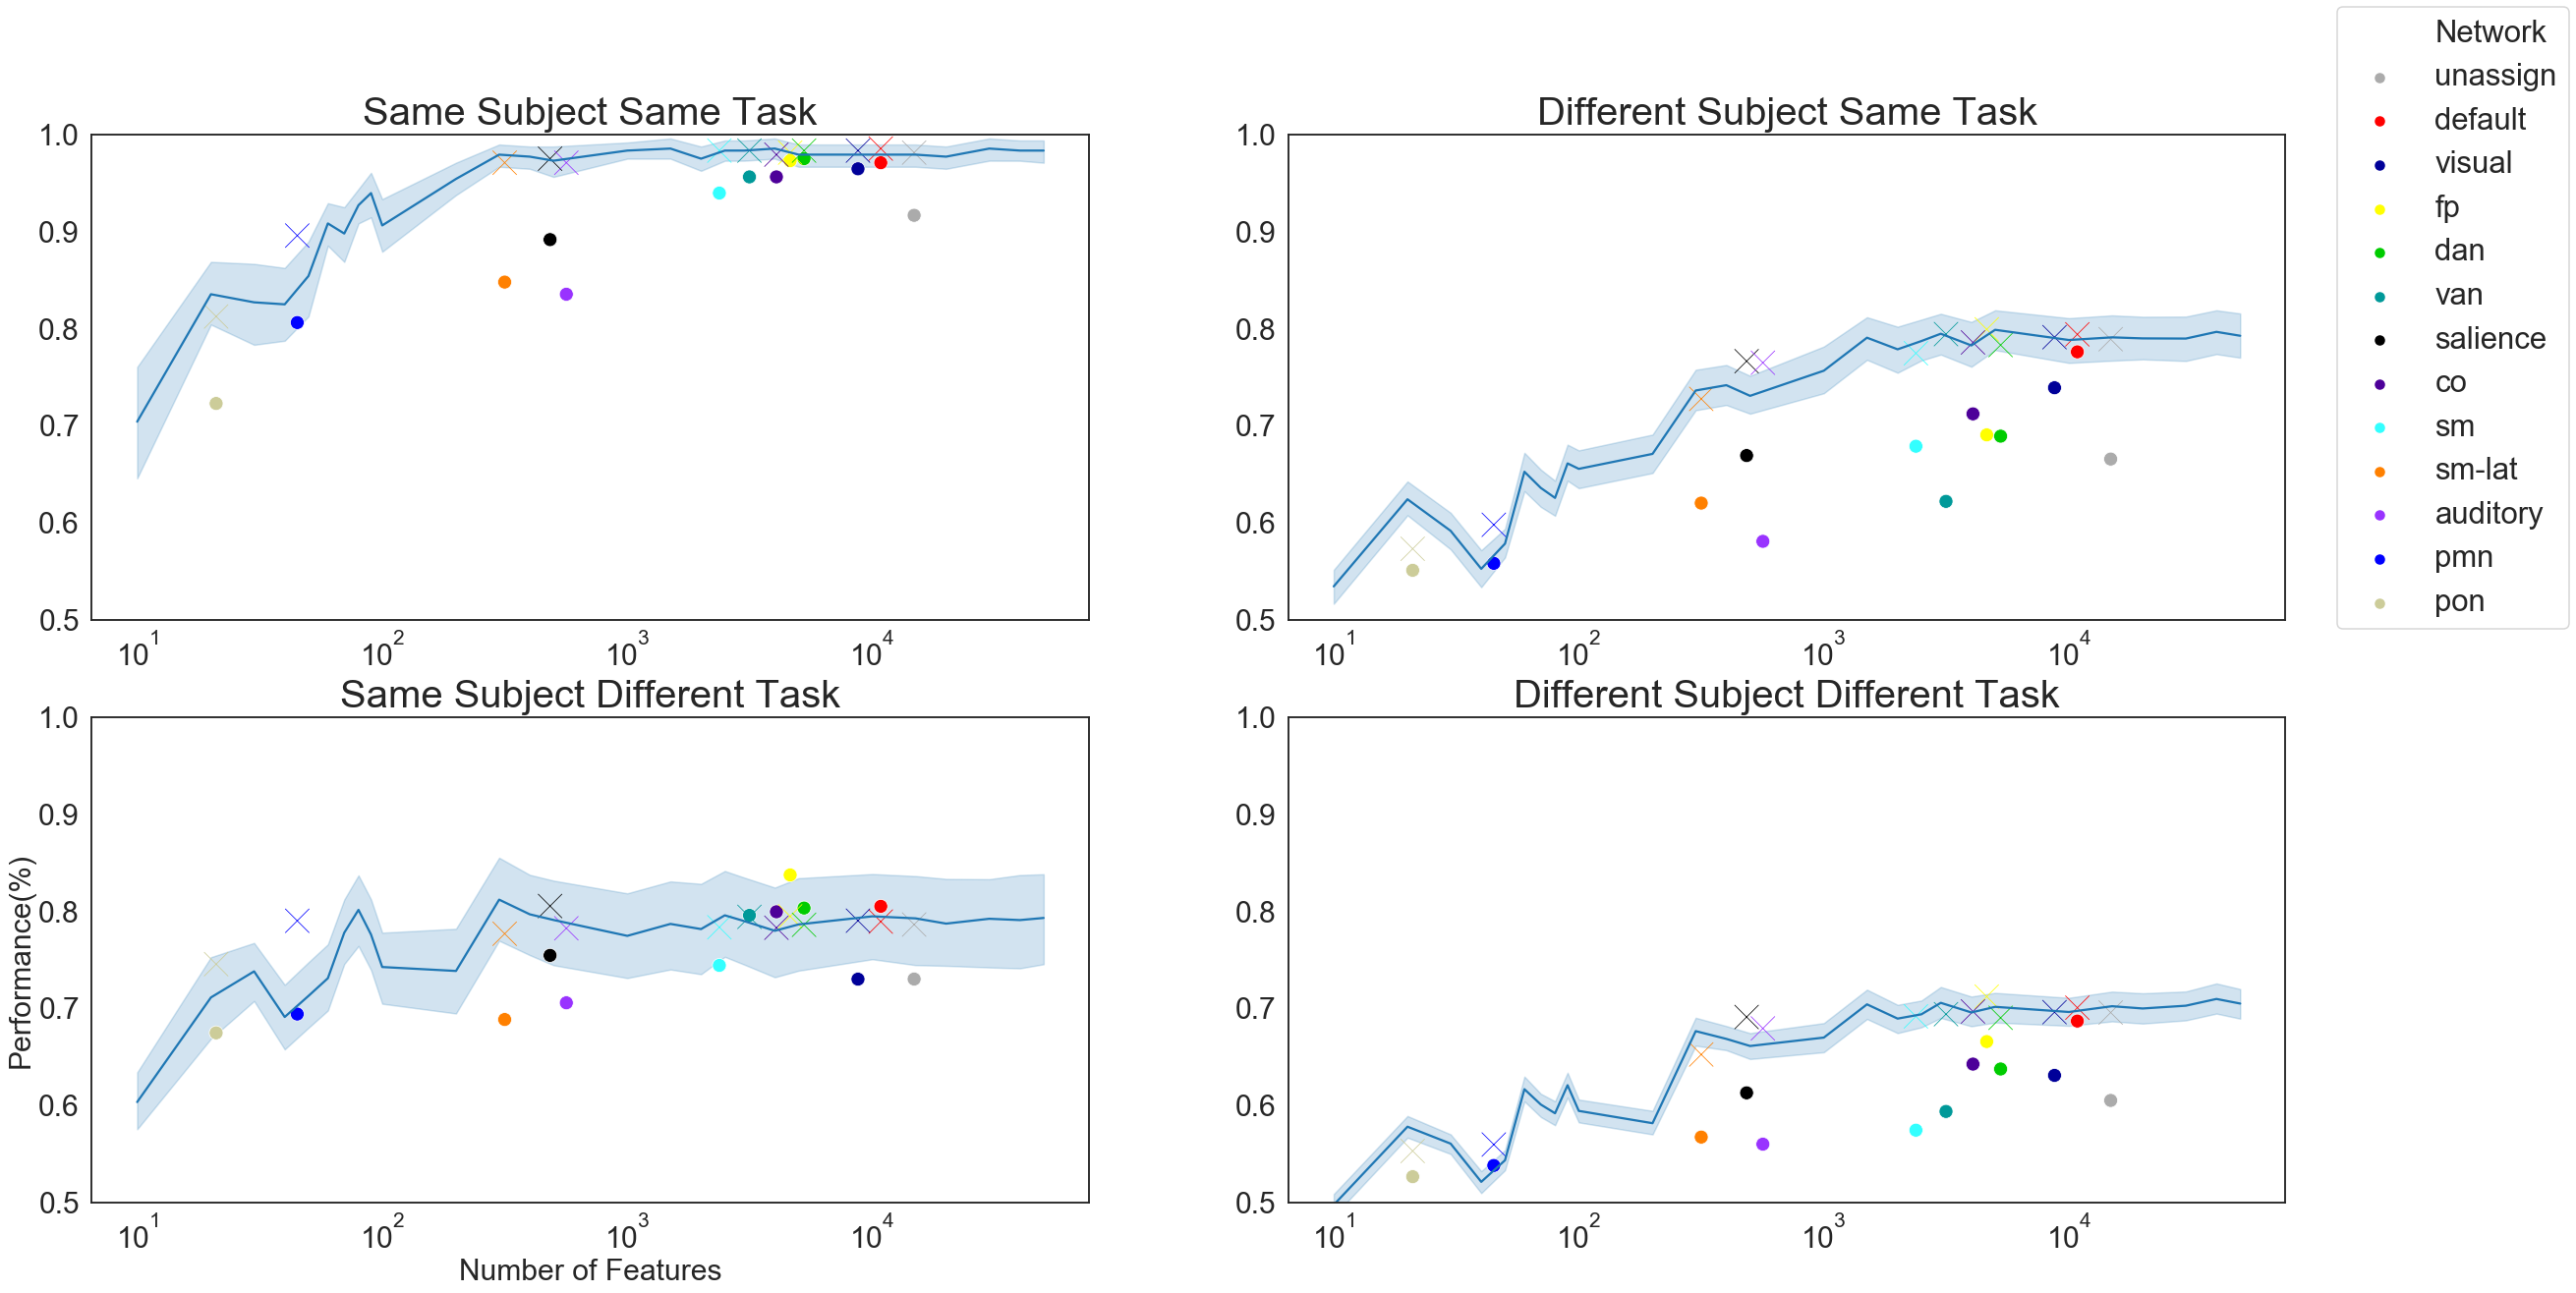 Same Subject Same Task
1.0
0.9
0.8
0.7
0.6
0.5
10^1 10^2 10^3 10^4
Different Subject Same Task
1.0
0.9
0.8
0.7
0.6
0.5
10^1 10^2 10^3 10^4
Network
unassign
default
visual
fp
dan
van
salience
co
sm
sm-lat
auditory
pmn
pon
Same Subject Different Task
Performance(%)
1.0
0.9
0.8
0.7
0.6
0.5
10^1 10^2 10^3 10^4
Number of Features
Different Subject Different Task
1.0
0.9
0.8
0.7
0.6
0.5
10^1 10^2 10^3 10^4